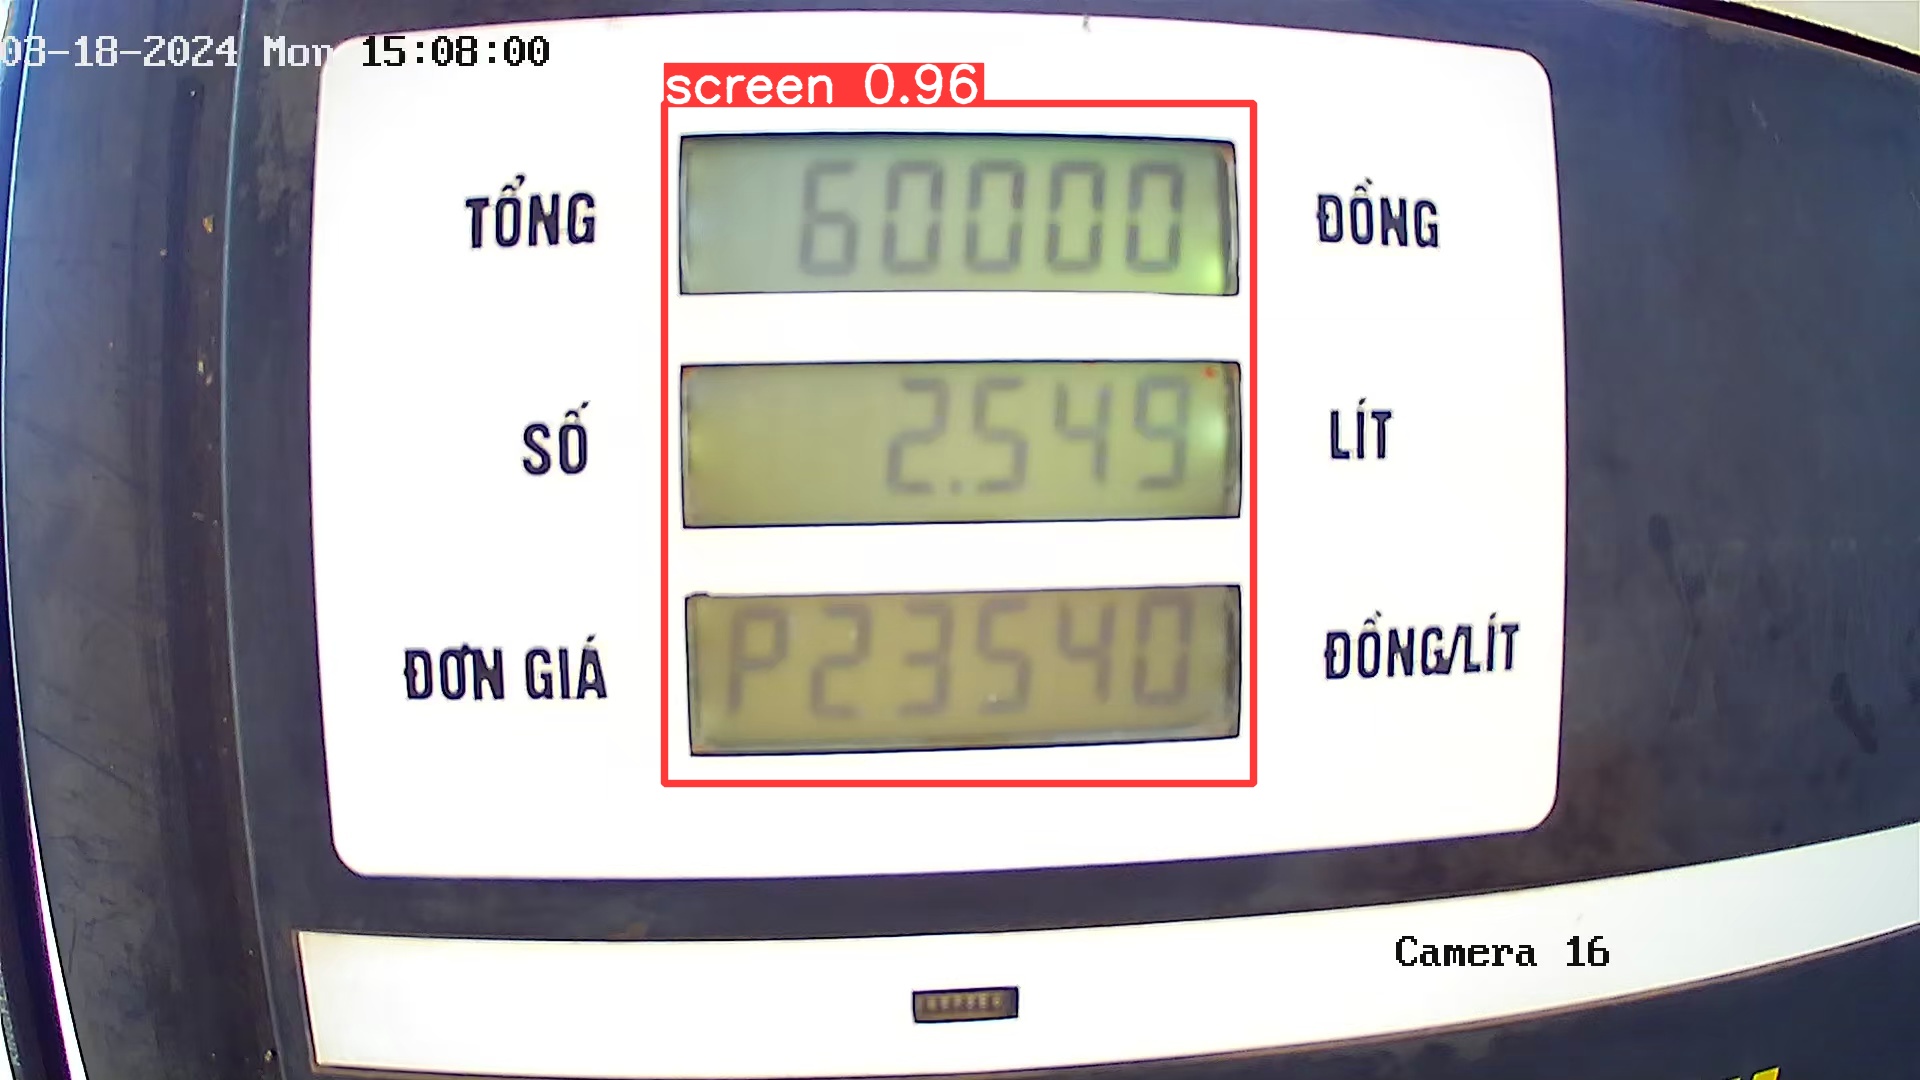 08-18-2024 Mon 15:08:00
screen 0.96
TỔNG 60000 ĐỒNG
SỐ 2.549 LÍT
ĐƠN GIÁ P23540 ĐỒNG/LÍT
Camera 16